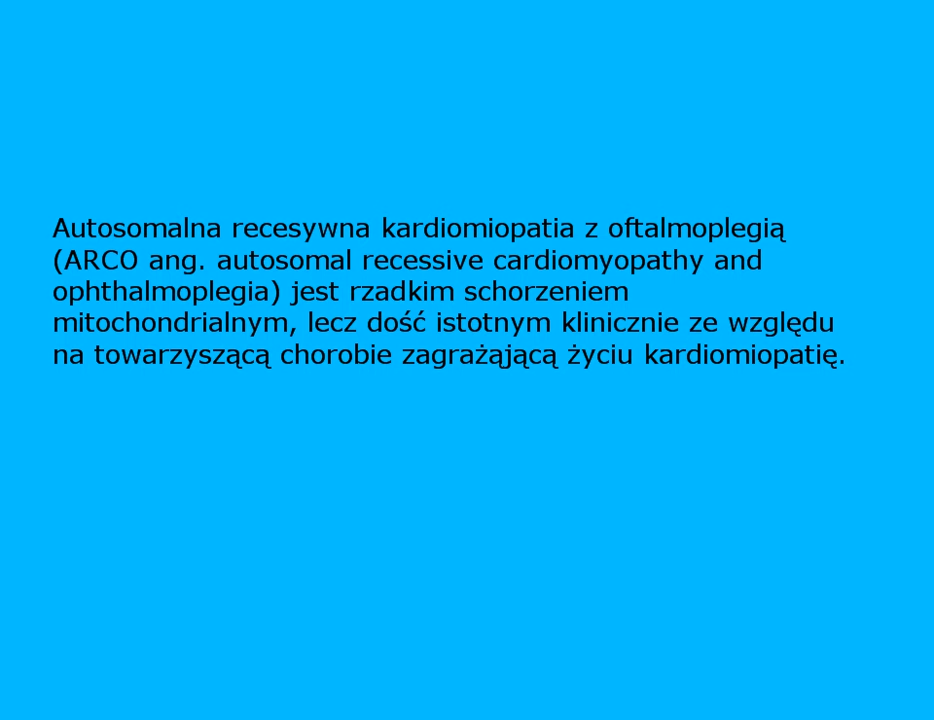 Autosomalna recesywna kardiomiopatia z oftalmoplegią
(ARCO ang. autosomal recessive cardiomyopathy and
ophthalmoplegia) jest rzadkim schorzeniem
mitochondrialnym, lecz dość istotnym klinicznie ze względu
na towarzyszącą chorobie zagrażąjącą życiu kardiomiopatię.